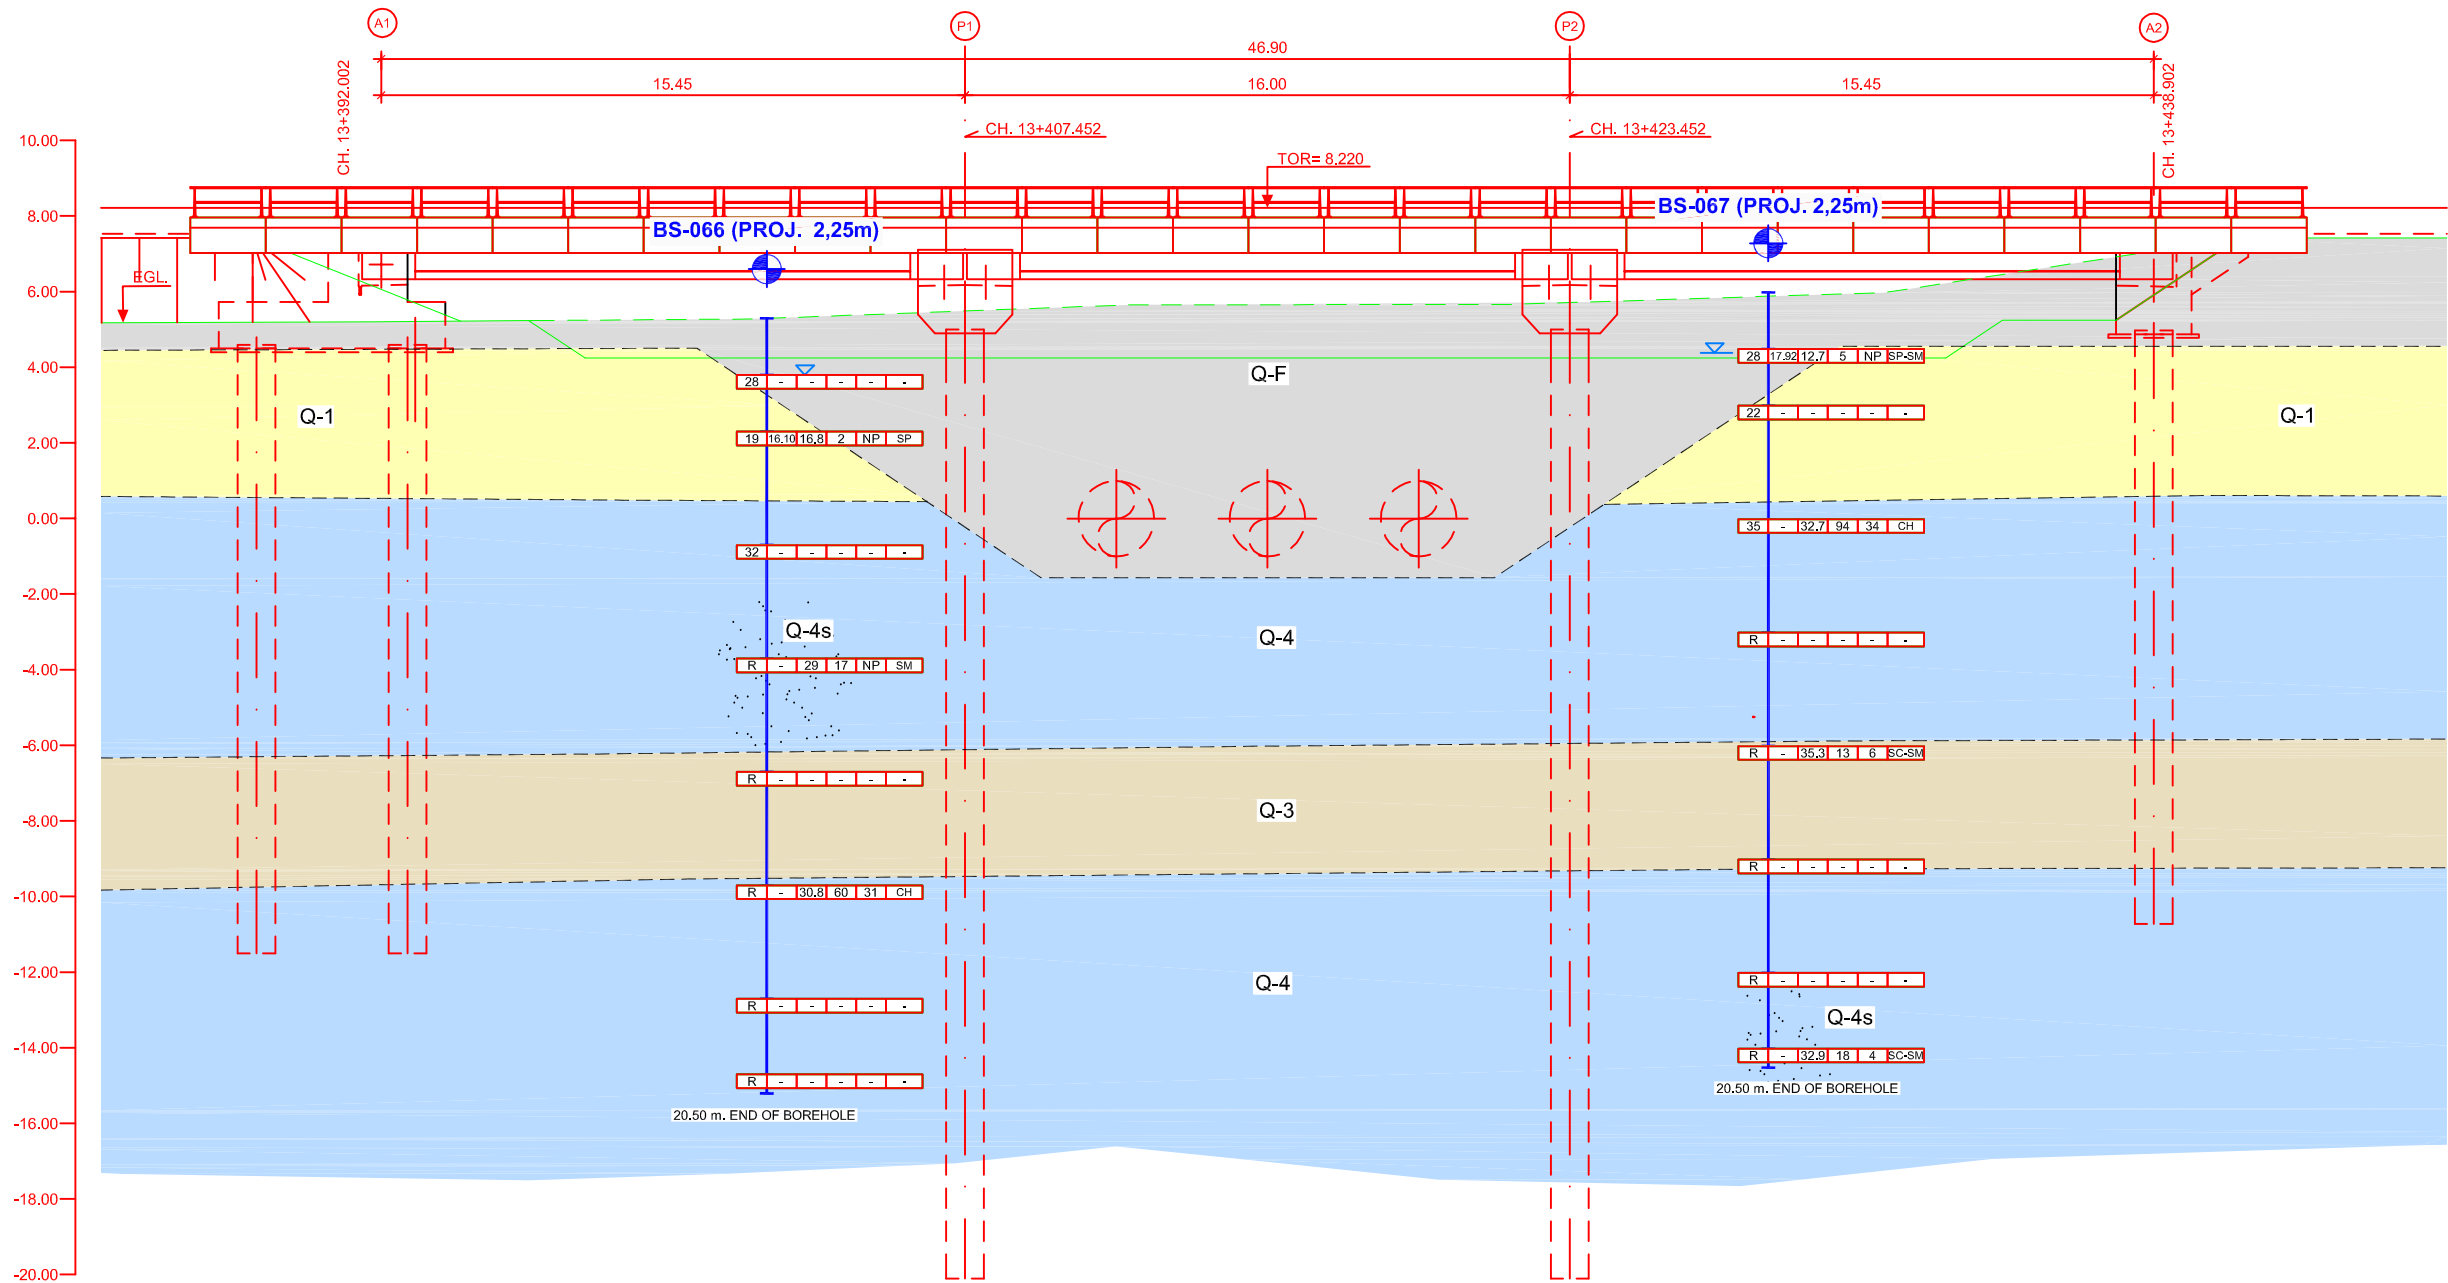 A1
P1
P2
A2
46.90
15.45
16.00
15.45
CH. 13+392.002
CH. 13+407.452
CH. 13+423.452
CH. 13+438.902
TOR= 8,220
10.00
8.00
6.00
4.00
2.00
0.00
-2.00
-4.00
-6.00
-8.00
-10.00
-12.00
-14.00
-16.00
-18.00
-20.00
BS-066 (PROJ. 2,25m)
BS-067 (PROJ. 2,25m)
EGL.
Q-F
Q-1
Q-1
Q-4s
Q-4
Q-3
Q-4
Q-4s
28 - - - - -
19 16.10 16.8 2 NP SP
32 - - - - -
R - 29 17 NP SM
R - - - - -
R - 30.8 60 31 CH
R - - - - -
R - - - - -
20.50 m. END OF BOREHOLE
28 17.92 12.7 5 NP SP-SM
22 - - - - -
35 - 32.7 94 34 CH
R - - - - -
R - 35.3 13 6 SC-SM
R - - - - -
R - - - - -
R - 32.9 18 4 SC-SM
20.50 m. END OF BOREHOLE